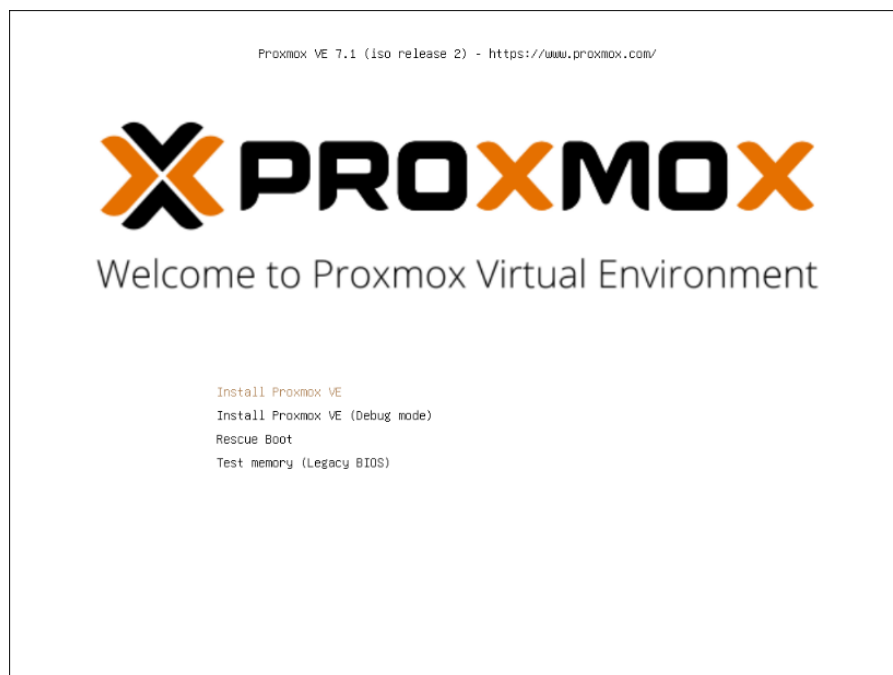 Proxmox VE 7.1 (iso release 2) - https://www.proxmox.com/
PROXMOX
Welcome to Proxmox Virtual Environment
Install Proxmox VE
Install Proxmox VE (Debug mode)
Rescue Boot
Test memory (Legacy BIOS)